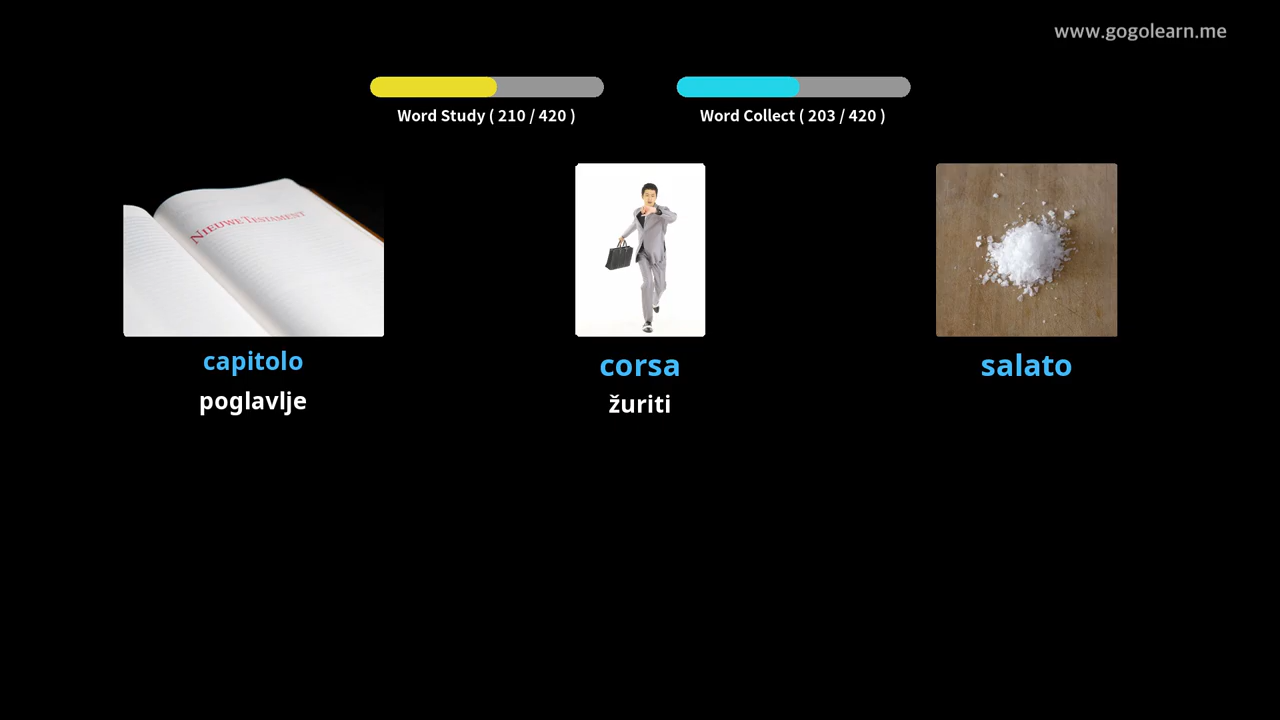 www.gogolearn.me
Word Study ( 210 / 420 )
Word Collect ( 203 / 420 )
NIEUWE TESTAMENT
capitolo
corsa
salato
poglavlje
žuriti